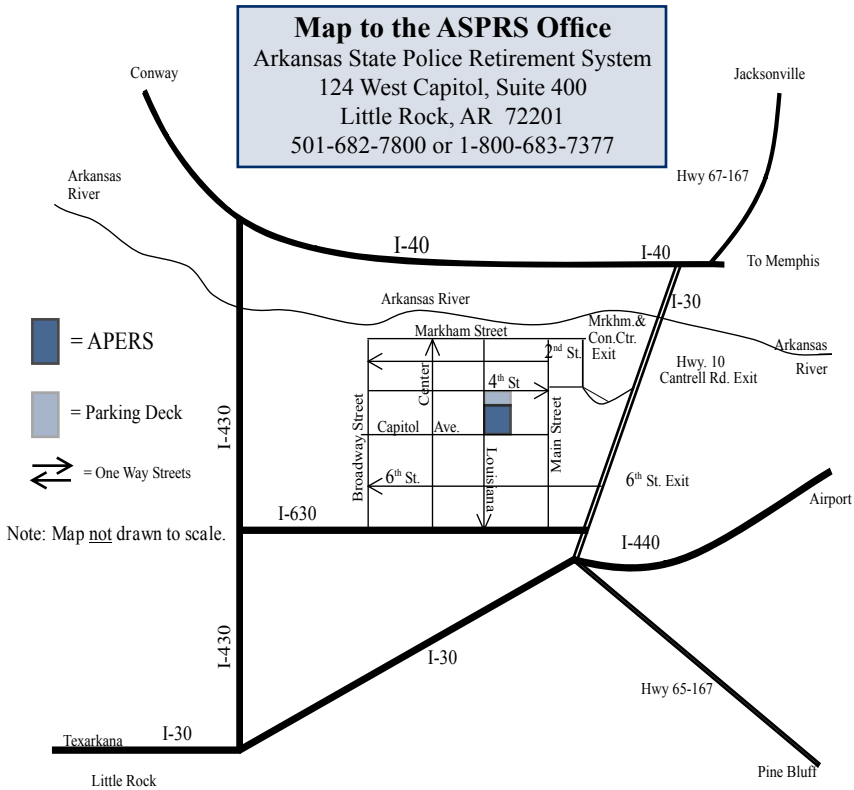 Map to the ASPRS Office
Arkansas State Police Retirement System
124 West Capitol, Suite 400
Little Rock, AR 72201
501-682-7800 or 1-800-683-7377
Conway
Jacksonville
Arkansas
River
Hwy 67-167
I-40
I-40
To Memphis
Arkansas River
I-30
Markham Street
Mrkhm.&
Con.Ctr.
Exit
2nd St.
Arkansas
River
= APERS
Hwy. 10
Cantrell Rd. Exit
Center
4th St
= Parking Deck
I-430
Broadway Street
Capitol Ave.
Main Street
= One Way Streets
6th St.
Louisiana
6th St. Exit
Airport
I-630
Note: Map not drawn to scale.
I-440
I-430
I-30
Hwy 65-167
Texarkana
I-30
Pine Bluff
Little Rock